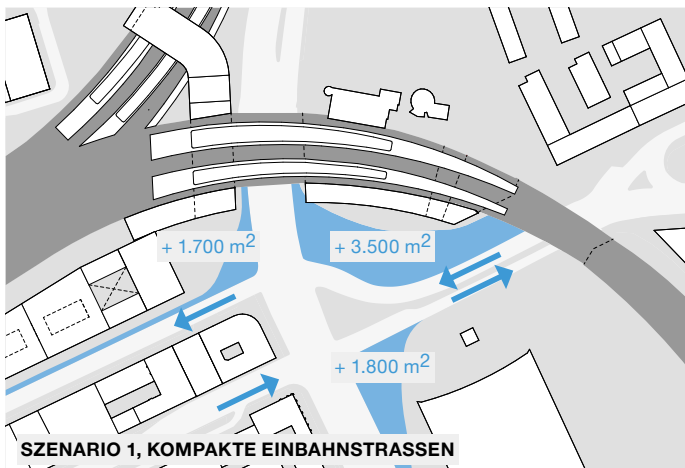 + 1.700 m²
+ 3.500 m²
+ 1.800 m²
SZENARIO 1, KOMPAKTE EINBAHNSTRASSEN